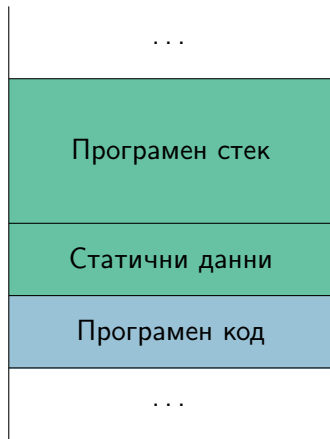 ...
Програмен стек
Статични данни
Програмен код
...